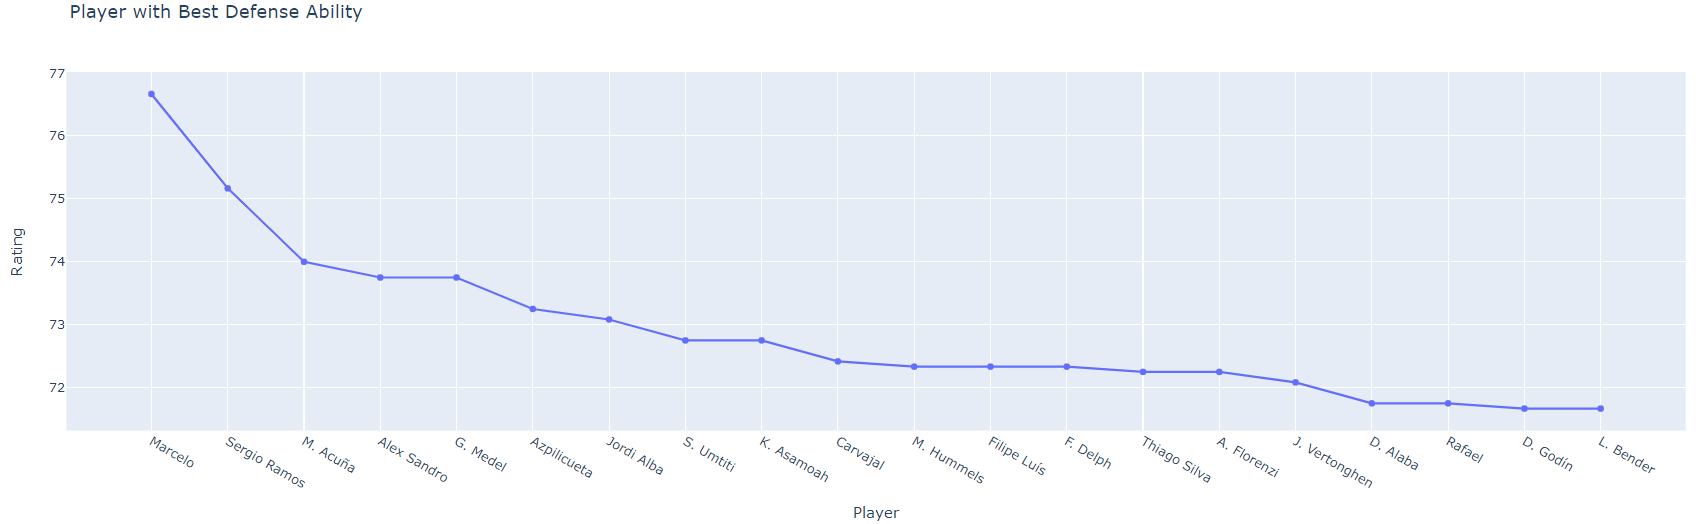 Player with Best Defense Ability
77
76
75
74
73
72
Rating
Marcelo
Sergio Ramos
M. Acuña
Alex Sandro
G. Medel
Azpilicueta
Jordi Alba
S. Umtiti
K. Asamoah
Carvajal
M. Hummels
Filipe Luís
F. Delph
Thiago Silva
A. Florenzi
J. Vertonghen
D. Alaba
Rafael
D. Godín
L. Bender
Player